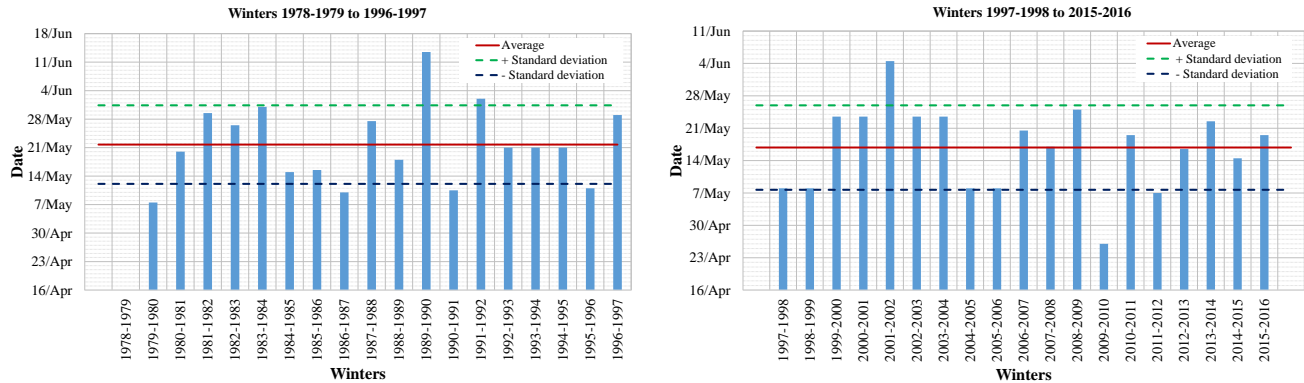 Winters 1978-1979 to 1996-1997
Average
+ Standard deviation
- Standard deviation
18/Jun
11/Jun
4/Jun
28/May
21/May
14/May
7/May
30/Apr
23/Apr
16/Apr
Date
1978-1979
1979-1980
1980-1981
1981-1982
1982-1983
1983-1984
1984-1985
1985-1986
1986-1987
1987-1988
1988-1989
1989-1990
1990-1991
1991-1992
1992-1993
1993-1994
1994-1995
1995-1996
1996-1997
Winters
Winters 1997-1998 to 2015-2016
Average
+ Standard deviation
- Standard deviation
11/Jun
4/Jun
28/May
21/May
14/May
7/May
30/Apr
23/Apr
16/Apr
Date
1997-1998
1998-1999
1999-2000
2000-2001
2001-2002
2002-2003
2003-2004
2004-2005
2005-2006
2006-2007
2007-2008
2008-2009
2009-2010
2010-2011
2011-2012
2012-2013
2013-2014
2014-2015
2015-2016
Winters